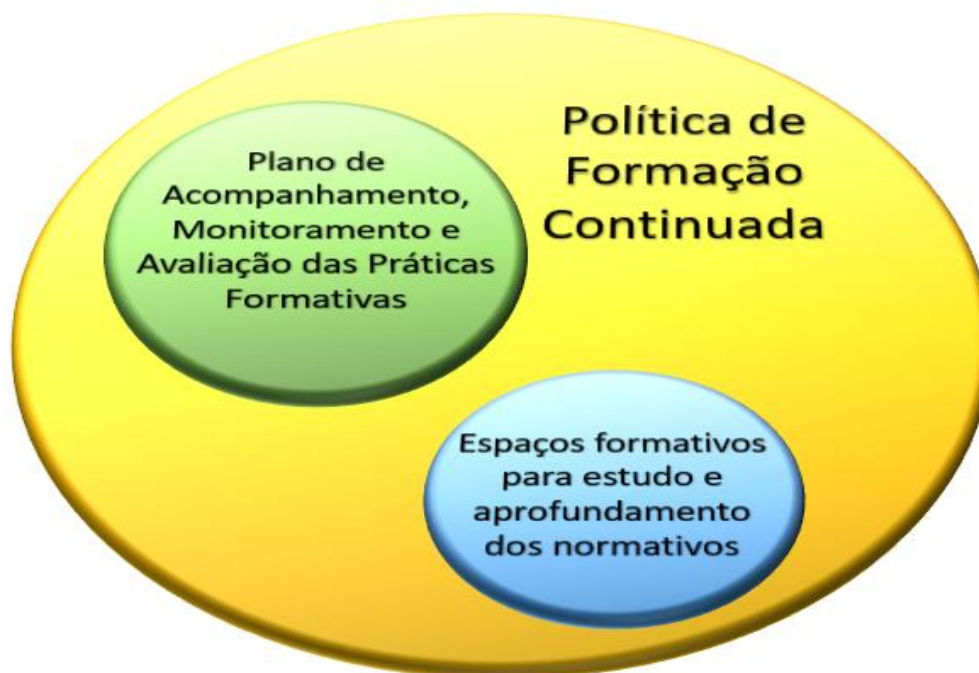 Política de
Formação
Continuada
Plano de
Acompanhamento,
Monitoramento e
Avaliação das Práticas
Formativas
Espaços formativos
para estudo e
aprofundamento
dos normativos